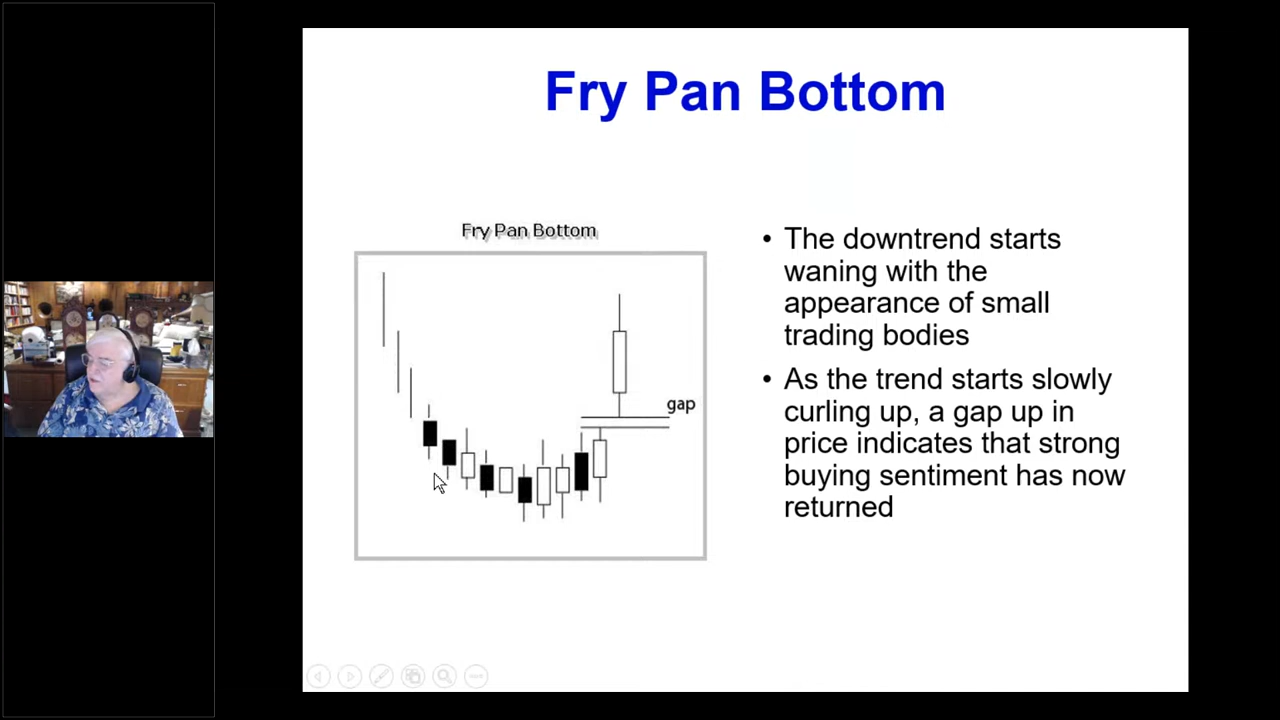 Fry Pan Bottom
Fry Pan Bottom
gap
• The downtrend starts
waning with the
appearance of small
trading bodies
• As the trend starts slowly
curling up, a gap up in
price indicates that strong
buying sentiment has now
returned